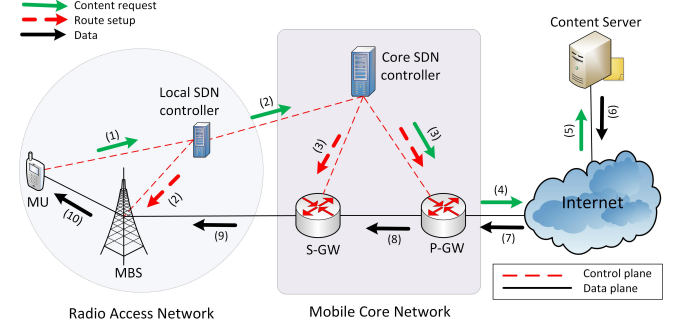 Content request
Route setup
Data
Content Server
Core SDN
controller
Local SDN
controller
(1)
(2)
(2)
(3)
(3)
(4)
(5)
(6)
(7)
(8)
(9)
(10)
MU
MBS
S-GW
P-GW
Internet
Control plane
Data plane
Radio Access Network
Mobile Core Network